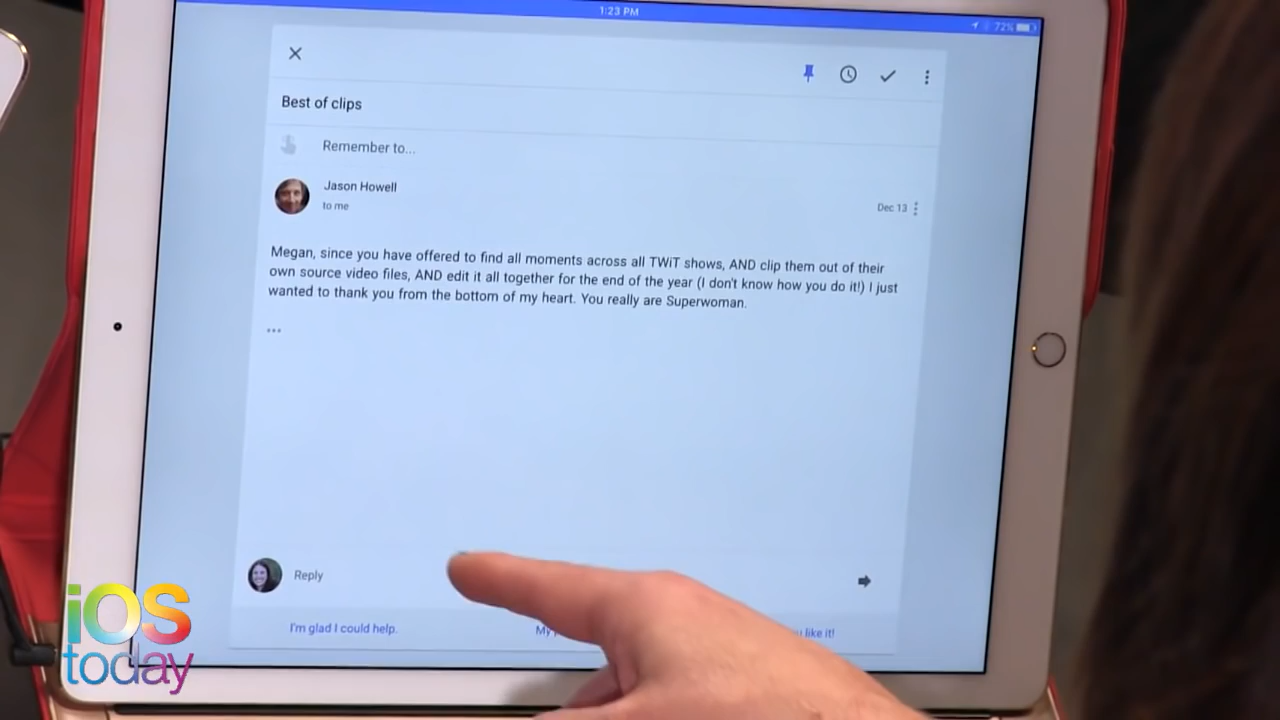 1:23 PM
72%
Best of clips
Remember to...
Jason Howell
to me
Dec 13
Megan, since you have offered to find all moments across all TWiT shows, AND clip them out of their
own source video files, AND edit it all together for the end of the year (I don't know how you do it!) I just
wanted to thank you from the bottom of my heart. You really are Superwoman.
...
Reply
I'm glad I could help.
like it!
iOS
today